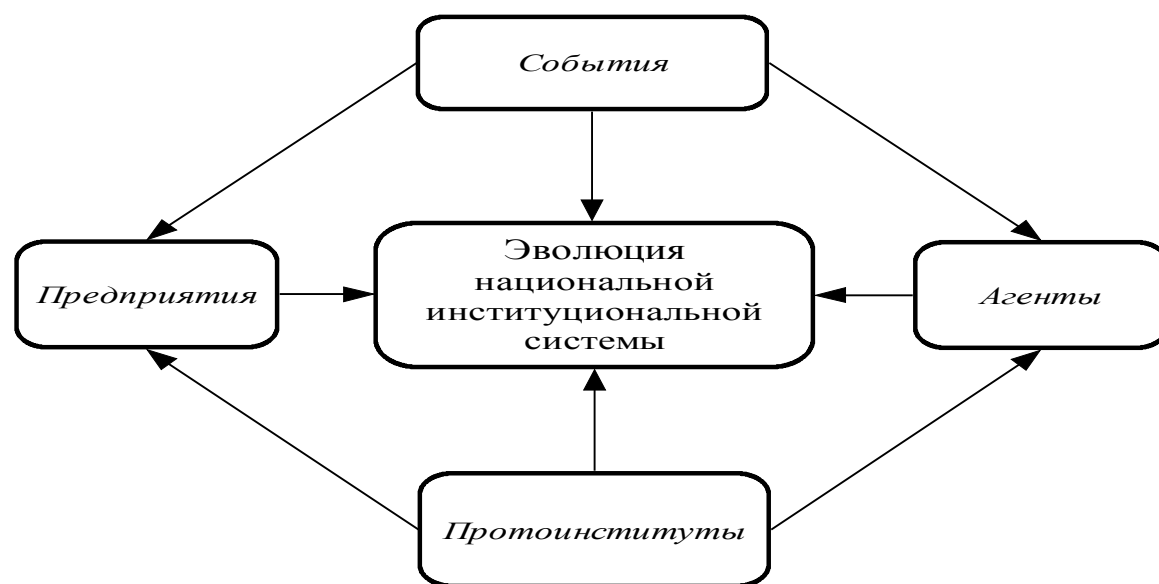 События
Предприятия
Эволюция
национальной
институциональной
системы
Агенты
Протоинституты